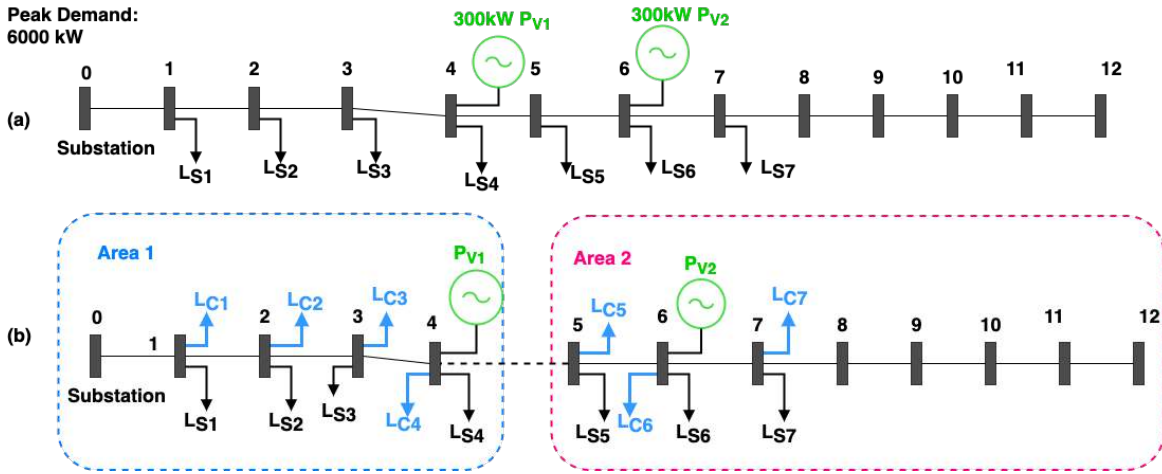 Peak Demand:
6000 kW
300kW PV1
300kW PV2
0 1 2 3 4 5 6 7 8 9 10 11 12
(a)
Substation
LS1 LS2 LS3 LS4 LS5 LS6 LS7
Area 1
PV1
Area 2
PV2
LC1 LC2 LC3 LC5 LC7
0 1 2 3 4 5 6 7 8 9 10 11 12
(b)
Substation
LS1 LS2 LS3 LC4 LS4 LS5 LC6 LS6 LS7